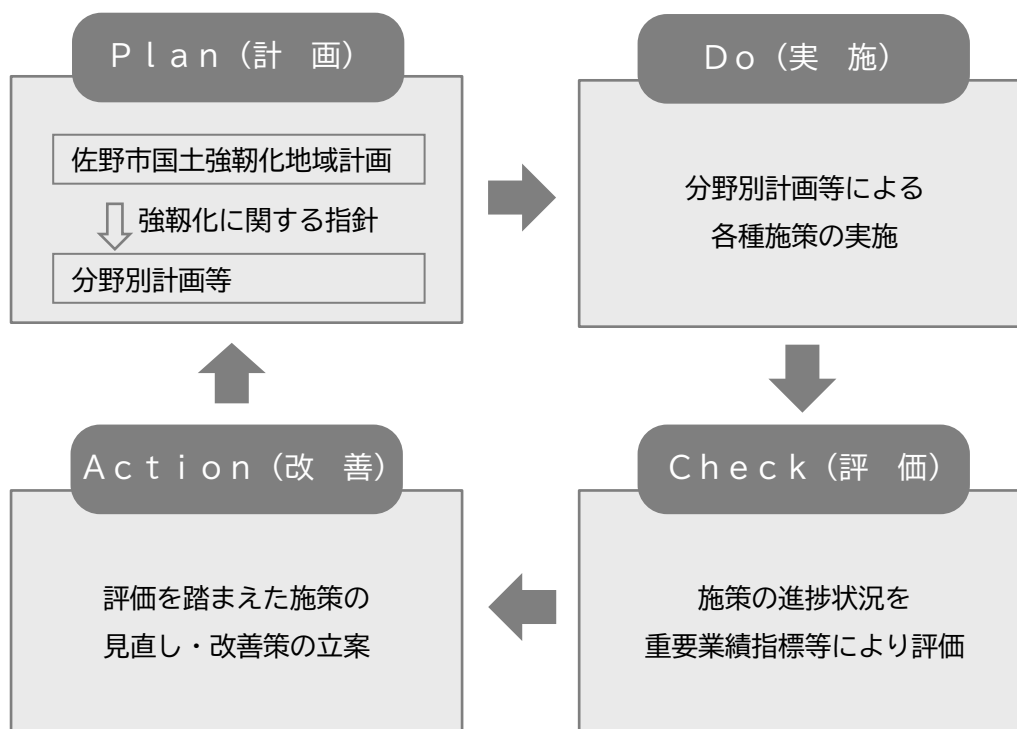 Ｐｌａｎ（計　画）
佐野市国土強靭化地域計画
強靱化に関する指針
分野別計画等
Ｄｏ（実　施）
分野別計画等による
各種施策の実施
Ｃｈｅｃｋ（評　価）
施策の進捗状況を
重要業績指標等により評価
Ａｃｔｉｏｎ（改　善）
評価を踏まえた施策の
見直し・改善策の立案